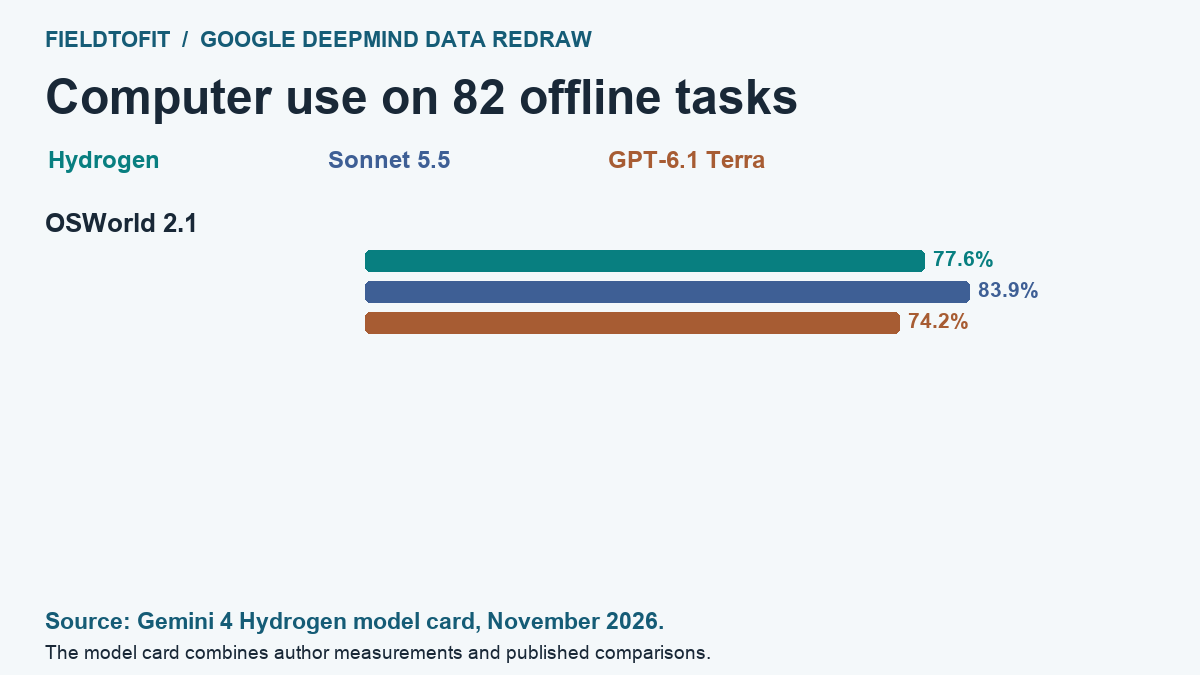 FIELDTOFIT / GOOGLE DEEPMIND DATA REDRAW
Computer use on 82 offline tasks
Hydrogen Sonnet 5.5 GPT-6.1 Terra
OSWorld 2.1
77.6%
83.9%
74.2%
Source: Gemini 4 Hydrogen model card, November 2026.
The model card combines author measurements and published comparisons.